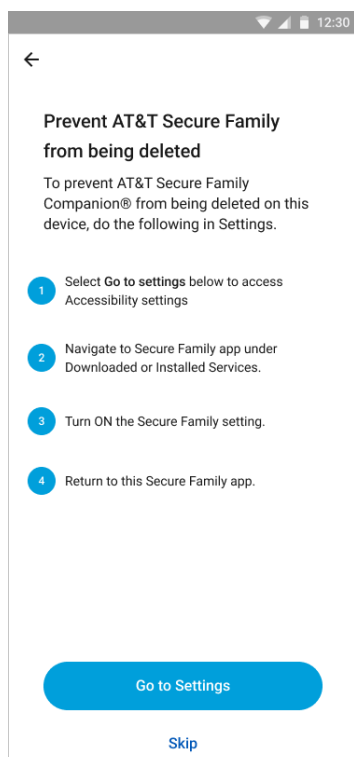 12:30
Prevent AT&T Secure Family
from being deleted
To prevent AT&T Secure Family
Companion® from being deleted on this
device, do the following in Settings.
1 Select Go to settings below to access
Accessibility settings
2 Navigate to Secure Family app under
Downloaded or Installed Services.
3 Turn ON the Secure Family setting.
4 Return to this Secure Family app.
Go to Settings
Skip